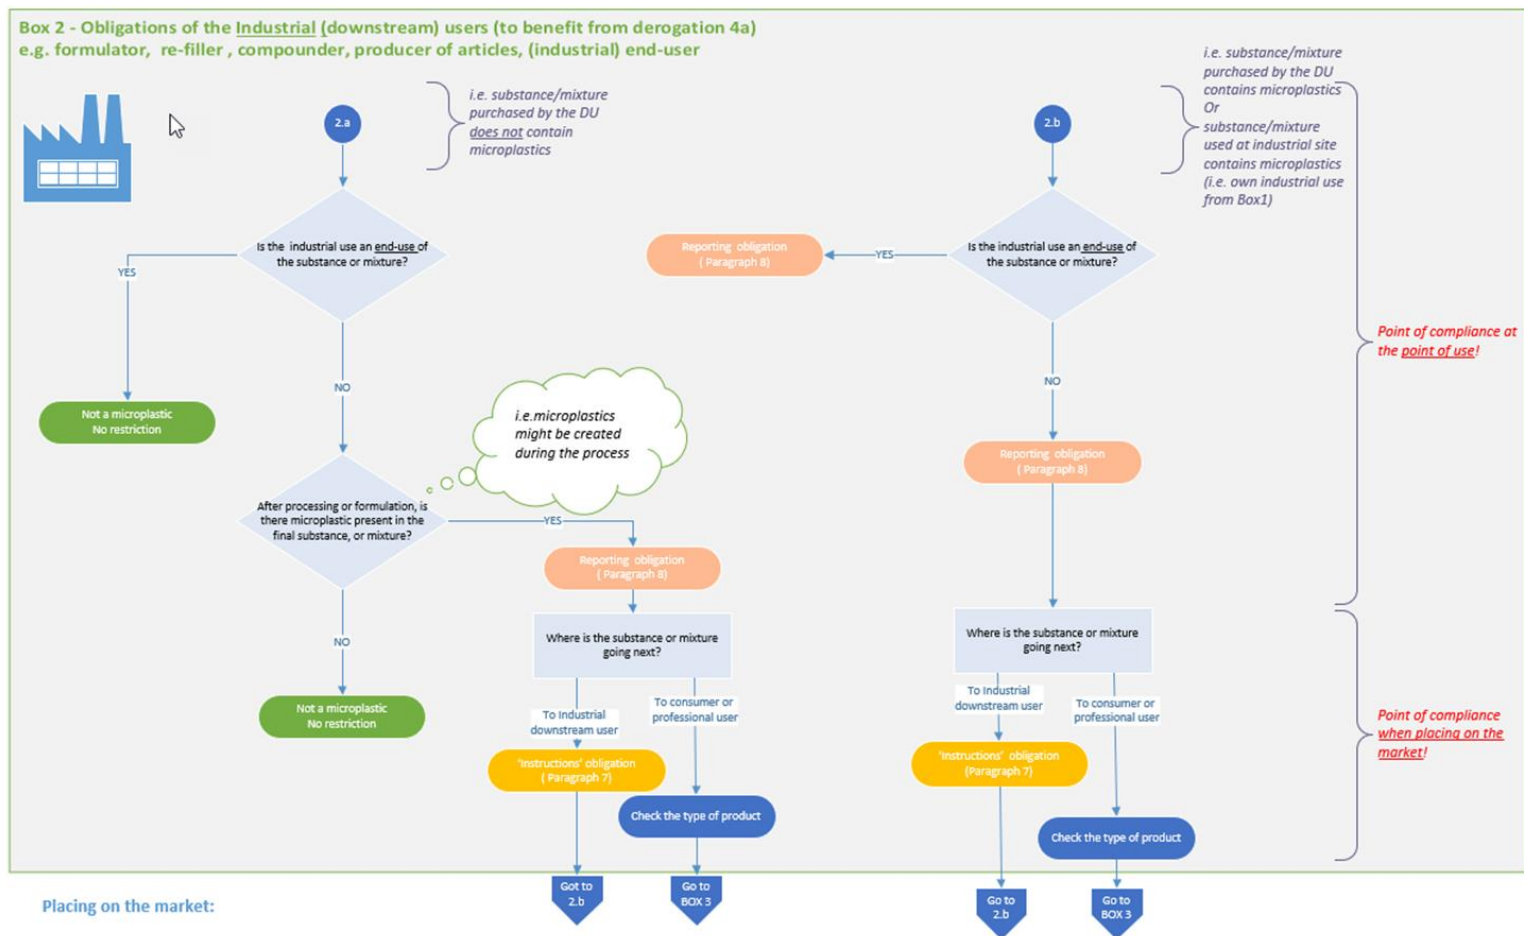 Box 2 - Obligations of the Industrial (downstream) users (to benefit from derogation 4a)
e.g. formulator, re-filler , compounder, producer of articles, (industrial) end-user
2.a
i.e. substance/mixture
purchased by the DU
does not contain
microplastics
Is the industrial use an end-use of
the substance or mixture?
YES
Not a microplastic
No restriction
NO
i.e.microplastics
might be created
during the process
After processing or formulation, is
there microplastic present in the
final substance, or mixture?
YES
Reporting obligation
( Paragraph 8)
NO
Not a microplastic
No restriction
Where is the substance or mixture
going next?
To Industrial
downstream user
To consumer or
professional user
'Instructions' obligation
( Paragraph 7)
Check the type of product
Got to
2.b
Go to
BOX 3
2.b
i.e. substance/mixture
purchased by the DU
contains microplastics
Or
substance/mixture
used at industrial site
contains microplastics
(i.e. own industrial use
from Box1)
Is the industrial use an end-use of
the substance or mixture?
YES
Reporting obligation
( Paragraph 8)
NO
Reporting obligation
( Paragraph 8)
Where is the substance or mixture
going next?
To Industrial
downstream user
To consumer or
professional user
'Instructions' obligation
(Paragraph 7)
Check the type of product
Go to
2.b
Go to
BOX 3
Point of compliance at
the point of use!
Point of compliance
when placing on the
market!
Placing on the market: